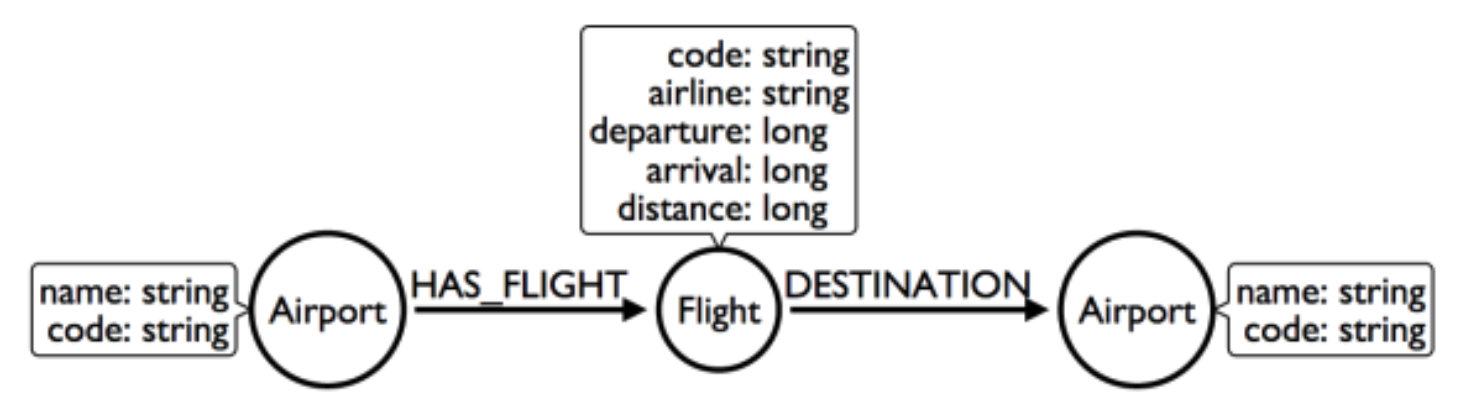 code: string
airline: string
departure: long
arrival: long
distance: long
name: string
code: string
Airport
HAS_FLIGHT
Flight
DESTINATION
Airport
name: string
code: string